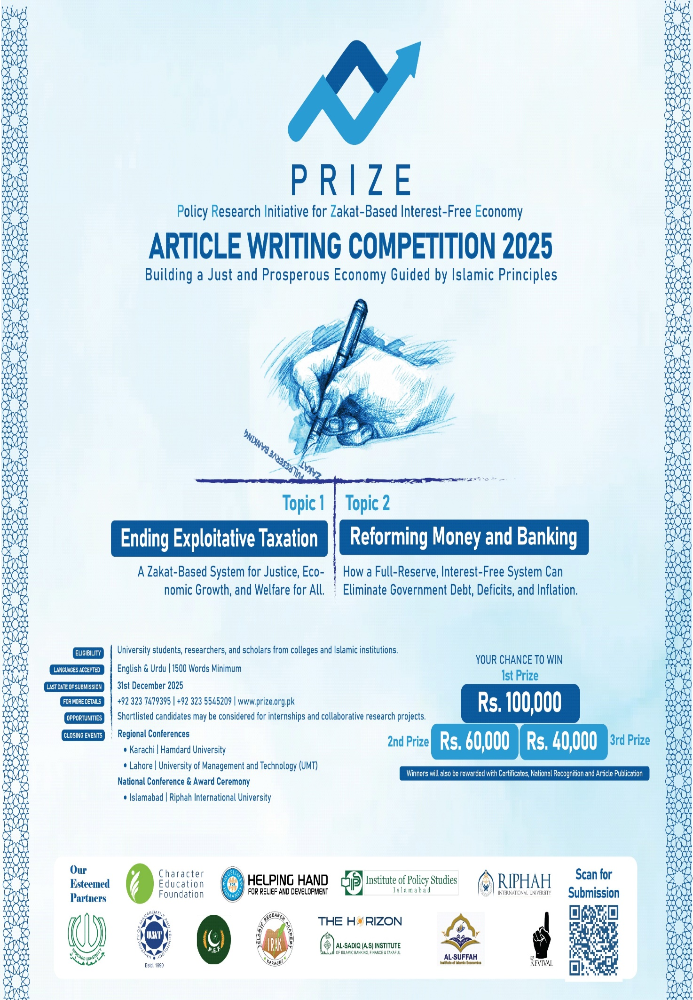 PRIZE
Policy Research Initiative for Zakat-Based Interest-Free Economy
ARTICLE WRITING COMPETITION 2025
Building a Just and Prosperous Economy Guided by Islamic Principles
FULL RESERVE BANKING
ZAKAT
Topic 1
Ending Exploitative Taxation
A Zakat-Based System for Justice, Eco-
nomic Growth, and Welfare for All.
Topic 2
Reforming Money and Banking
How a Full-Reserve, Interest-Free System Can
Eliminate Government Debt, Deficits, and Inflation.
ELIGIBILITY
University students, researchers, and scholars from colleges and Islamic institutions.
LANGUAGES ACCEPTED
English & Urdu | 1500 Words Minimum
LAST DATE OF SUBMISSION
31st December 2025
FOR MORE DETAILS
+92 323 7479395 | +92 323 5545209 | www.prize.org.pk
OPPORTUNITIES
Shortlisted candidates may be considered for internships and collaborative research projects.
CLOSING EVENTS
Regional Conferences
• Karachi | Hamdard University
• Lahore | University of Management and Technology (UMT)
National Conference & Award Ceremony
• Islamabad | Riphah International University
YOUR CHANCE TO WIN
1st Prize
Rs. 100,000
2nd Prize
Rs. 60,000
Rs. 40,000
3rd Prize
Winners will also be rewarded with Certificates, National Recognition and Article Publication
Our
Esteemed
Partners
Character
Education
Foundation
MUSLIMS
FOR
HUMANITY
HELPING HAND
FOR RELIEF AND DEVELOPMENT
IPS
Institute of Policy Studies
Islamabad
RIPHAH
INTERNATIONAL UNIVERSITY
Scan for
Submission
HAMDARD UNIVERSITY
جامعه همدرد
UNIVERSITY OF MANAGEMENT AND TECHNOLOGY
UMT
Estd. 1990
P.E.F
ISLAMIC RESEARCH ACADEMY
IRAK
KARACHI
THE HORIZON
AL-SADIQ (A.S) INSTITUTE
OF ISLAMIC BANKING, FINANCE & TAKAFUL
AL-SUFFAH
Institute of Islamic Economics
THE
REVIVAL